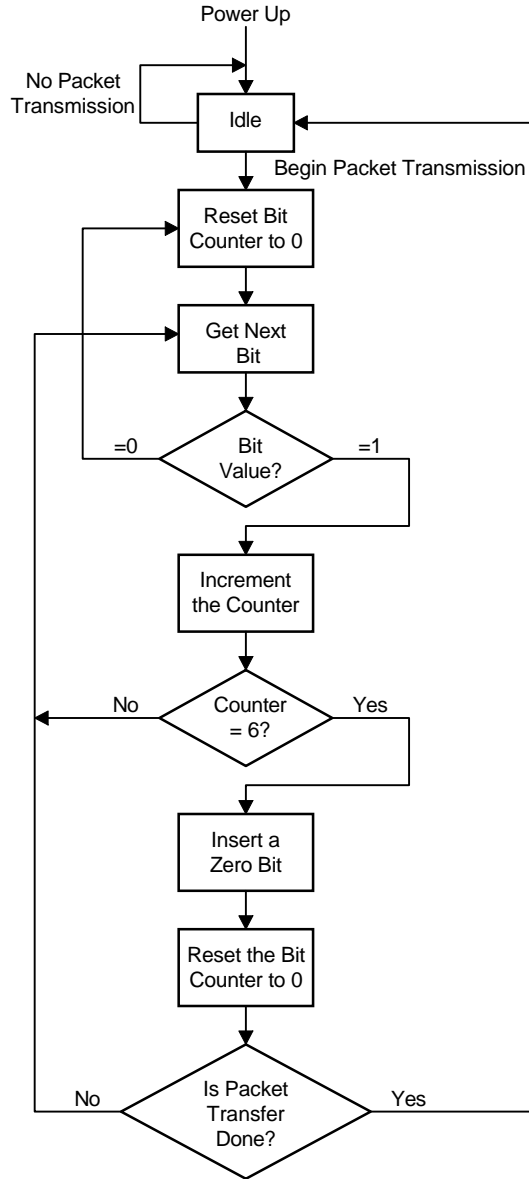 Power Up
No Packet
Transmission
Idle
Begin Packet Transmission
Reset Bit
Counter to 0
Get Next
Bit
=0
Bit
Value?
=1
Increment
the Counter
No
Counter
= 6?
Yes
Insert a
Zero Bit
Reset the Bit
Counter to 0
No
Is Packet
Transfer
Done?
Yes